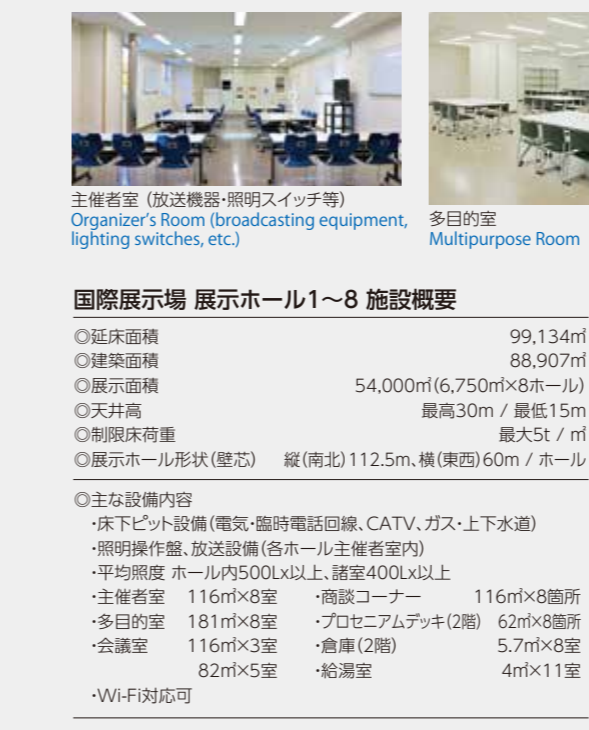 主催者室（放送機器・照明スイッチ等）
Organizer's Room (broadcasting equipment,
lighting switches, etc.)
多目的室
Multipurpose Room
国際展示場 展示ホール1〜8 施設概要
◎延床面積 99,134㎡
◎建築面積 88,907㎡
◎展示面積 54,000㎡(6,750㎡×8ホール)
◎天井高 最高30m / 最低15m
◎制限床荷重 最大5t / ㎡
◎展示ホール形状(壁芯) 縦(南北)112.5m、横(東西)60m / ホール
◎主な設備内容
・床下ピット設備(電気・臨時電話回線、CATV、ガス・上下水道)
・照明操作盤、放送設備(各ホール主催者室内)
・平均照度 ホール内500Lx以上、諸室400Lx以上
・主催者室 116㎡×8室 ・商談コーナー 116㎡×8箇所
・多目的室 181㎡×8室 ・プロセニアムデッキ(2階) 62㎡×8箇所
・会議室 116㎡×3室 ・倉庫(2階) 5.7㎡×8室
82㎡×5室 ・給湯室 4㎡×11室
・Wi-Fi対応可